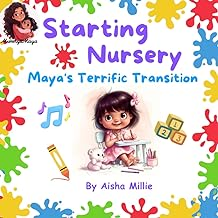 Starting
Nursery
Maya's Terrific Transition
By Aisha Millie